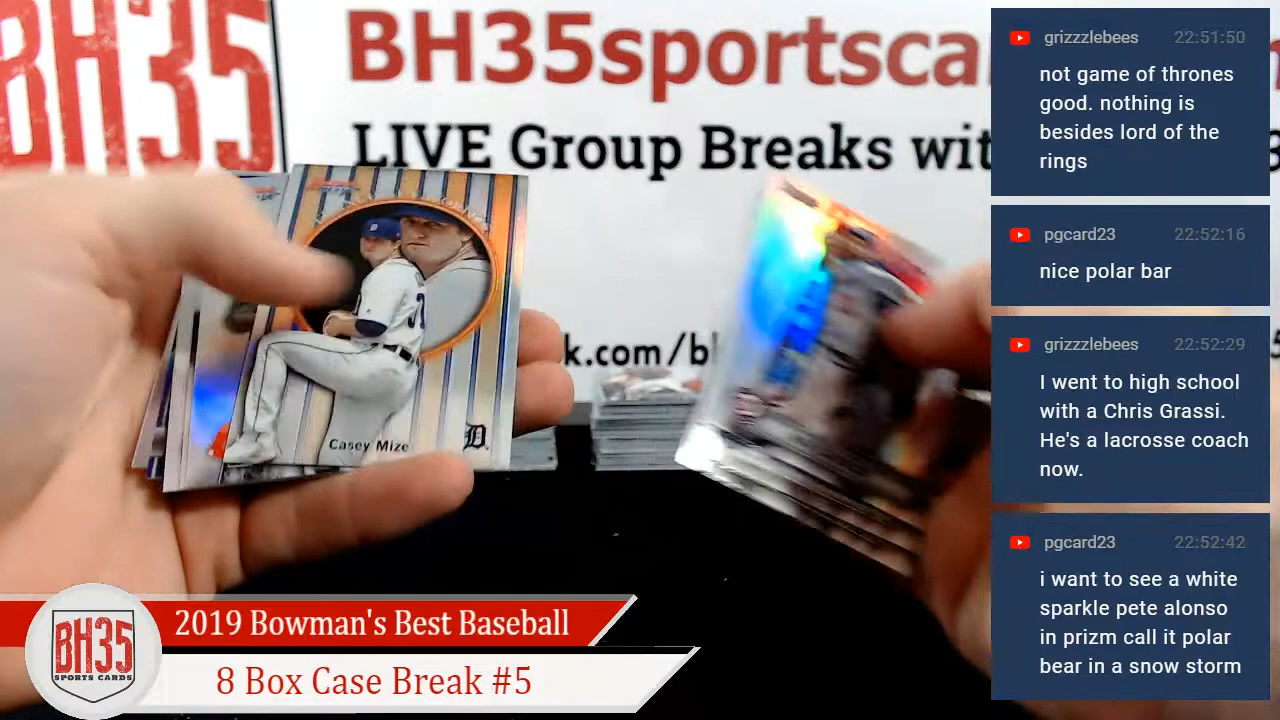 BH35
BH35sportsca
LIVE Group Breaks wit
k.com/bl
Casey Mize
D
grizzzlebees 22:51:50
not game of thrones
good. nothing is
besides lord of the
rings
pgcard23 22:52:16
nice polar bar
grizzzlebees 22:52:29
I went to high school
with a Chris Grassi.
He's a lacrosse coach
now.
pgcard23 22:52:42
i want to see a white
sparkle pete alonso
in prizm call it polar
bear in a snow storm
BH35
SPORTS CARDS
2019 Bowman's Best Baseball
8 Box Case Break #5